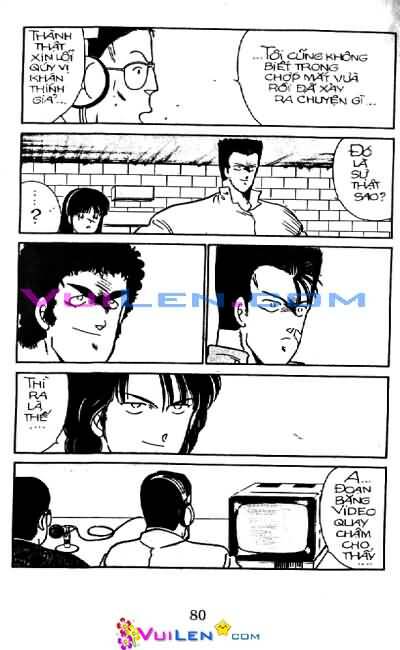 THÀNH
THẬT
XIN LỖI
QÚY VỊ
KHÁN
THÍNH
GIẢ....
...TÔI CŨNG KHÔNG
BIẾT TRONG
CHỚP MẮT VỪA
RỒI ĐÃ XẢY
RA CHUYỆN GÌ...
ĐÓ
LÀ
SỰ
THẬT
SAO?
......
?
VUILEN.COM
THÌ
RA
LÀ
THẾ
....
A...
ĐOẠN
BĂNG
VIDEO
QUAY
CHẬM
CHO
THẤY
....
80
VUILEN.COM